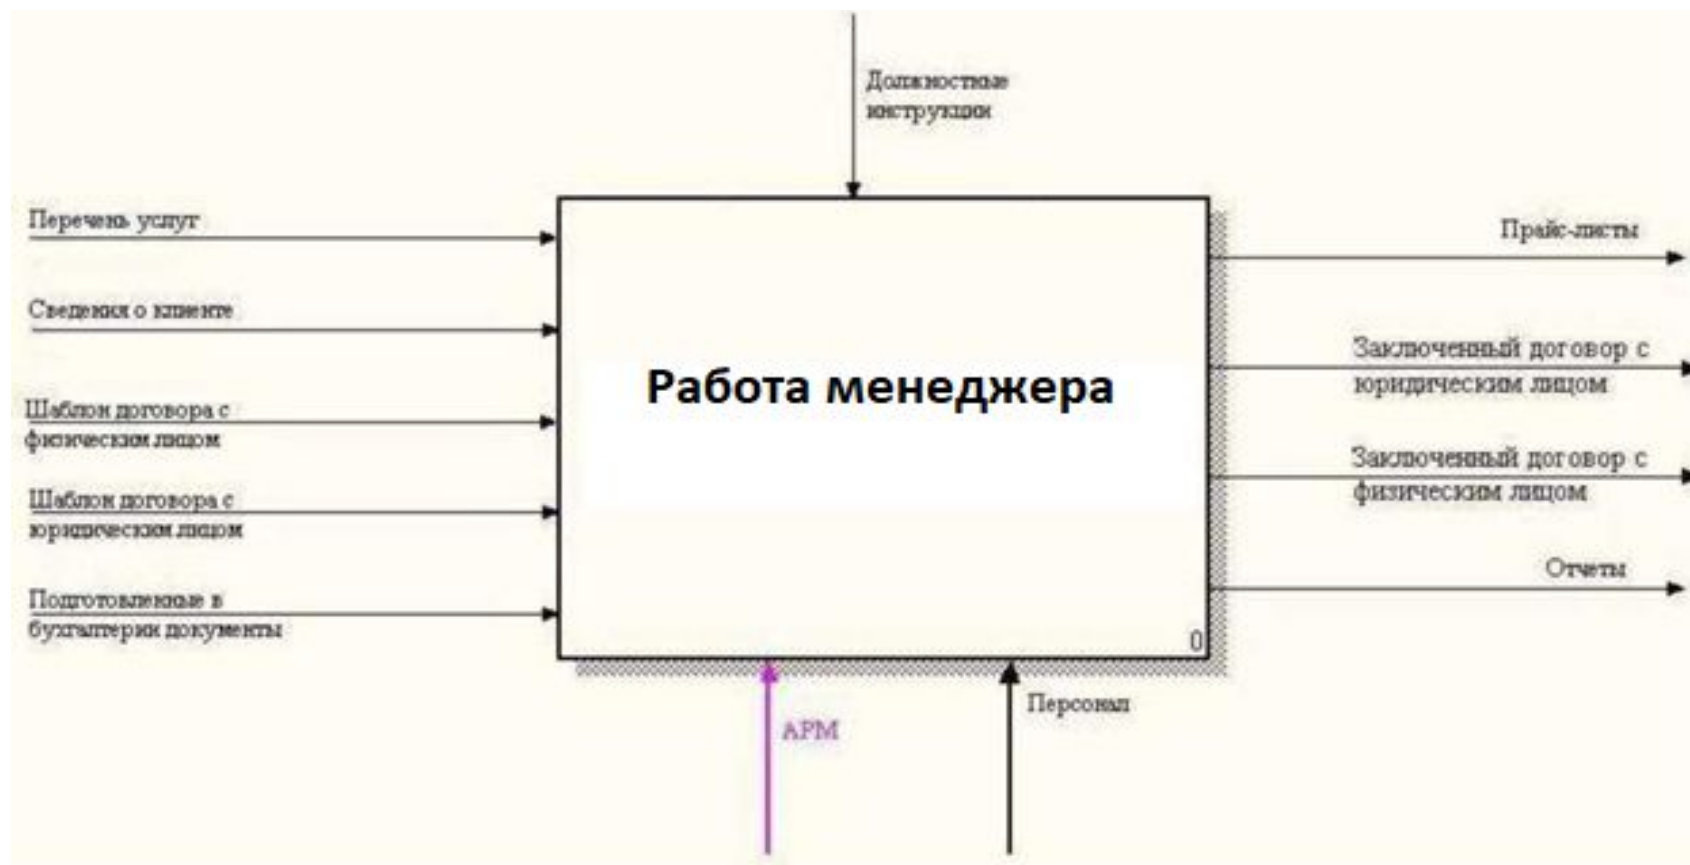 Должностные
инструкции
Перечень услуг
Сведения о клиенте
Шаблон договора с
физическим лицом
Шаблон договора с
юридическим лицом
Подготовленные в
бухгалтерии документы
Работа менеджера
0
Прайс-листы
Заключенный договор с
юридическим лицом
Заключенный договор с
физическим лицом
Отчеты
АРМ
Персонал